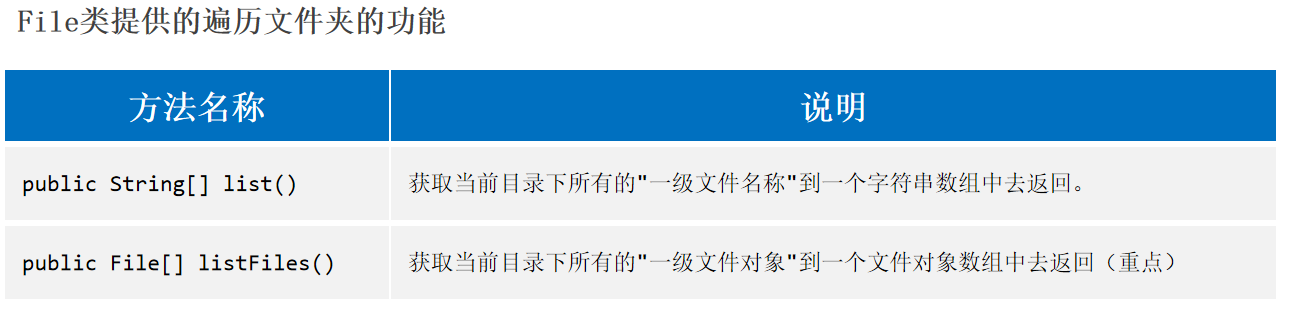 File类提供的遍历文件夹的功能
方法名称 说明
public String[] list() 获取当前目录下所有的"一级文件名称"到一个字符串数组中去返回。
public File[] listFiles() 获取当前目录下所有的"一级文件对象"到一个文件对象数组中去返回（重点）